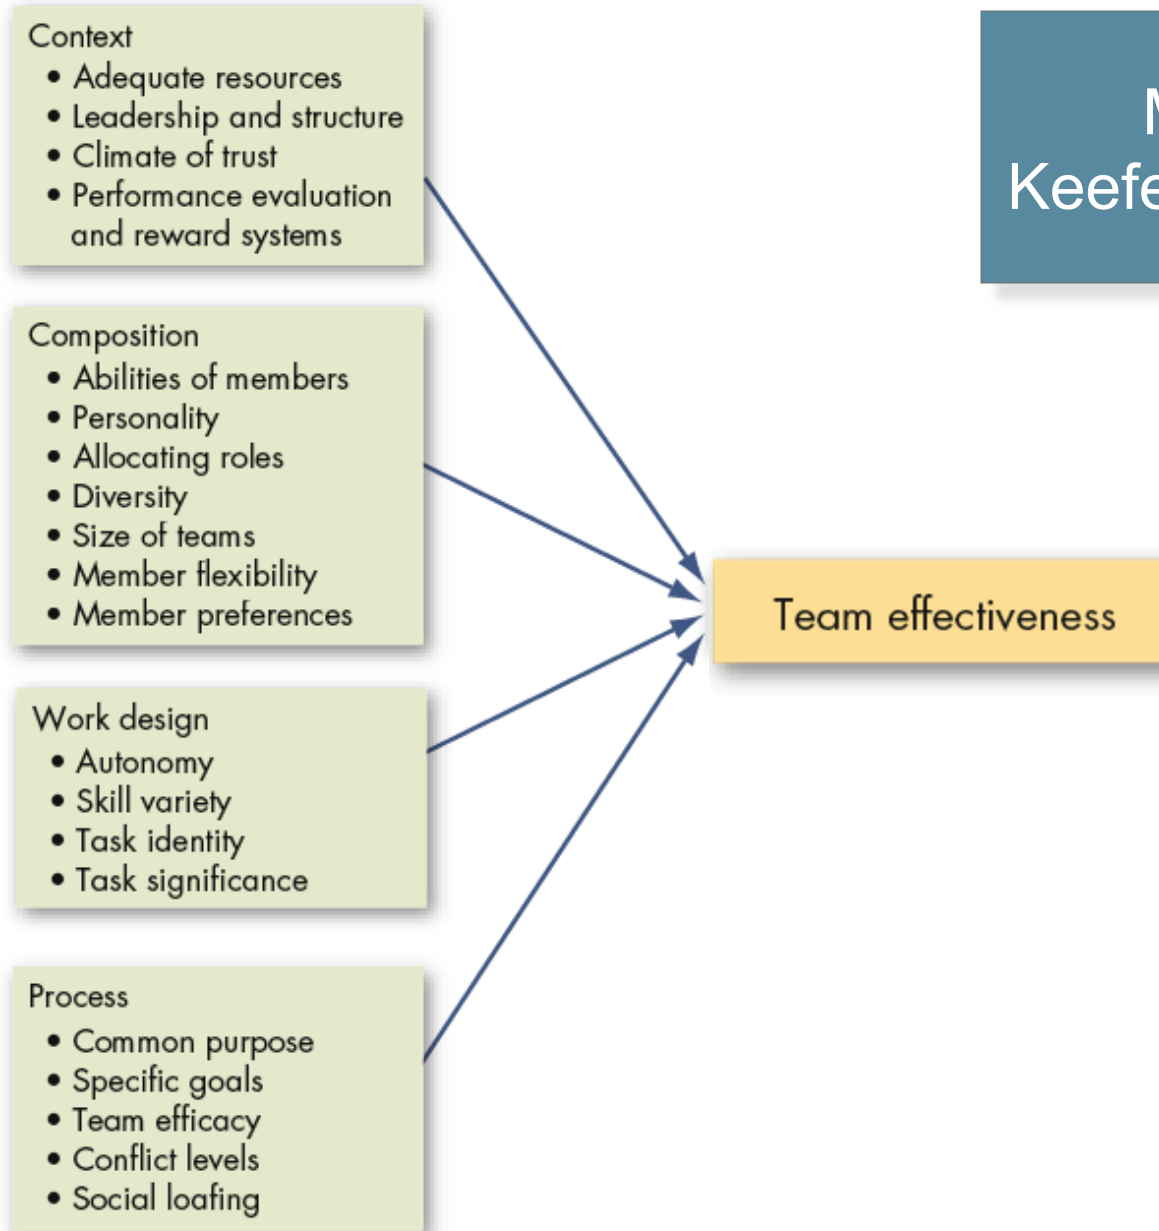 Context
• Adequate resources
• Leadership and structure
• Climate of trust
• Performance evaluation
and reward systems
Composition
• Abilities of members
• Personality
• Allocating roles
• Diversity
• Size of teams
• Member flexibility
• Member preferences
Work design
• Autonomy
• Skill variety
• Task identity
• Task significance
Process
• Common purpose
• Specific goals
• Team efficacy
• Conflict levels
• Social loafing
Team effectiveness